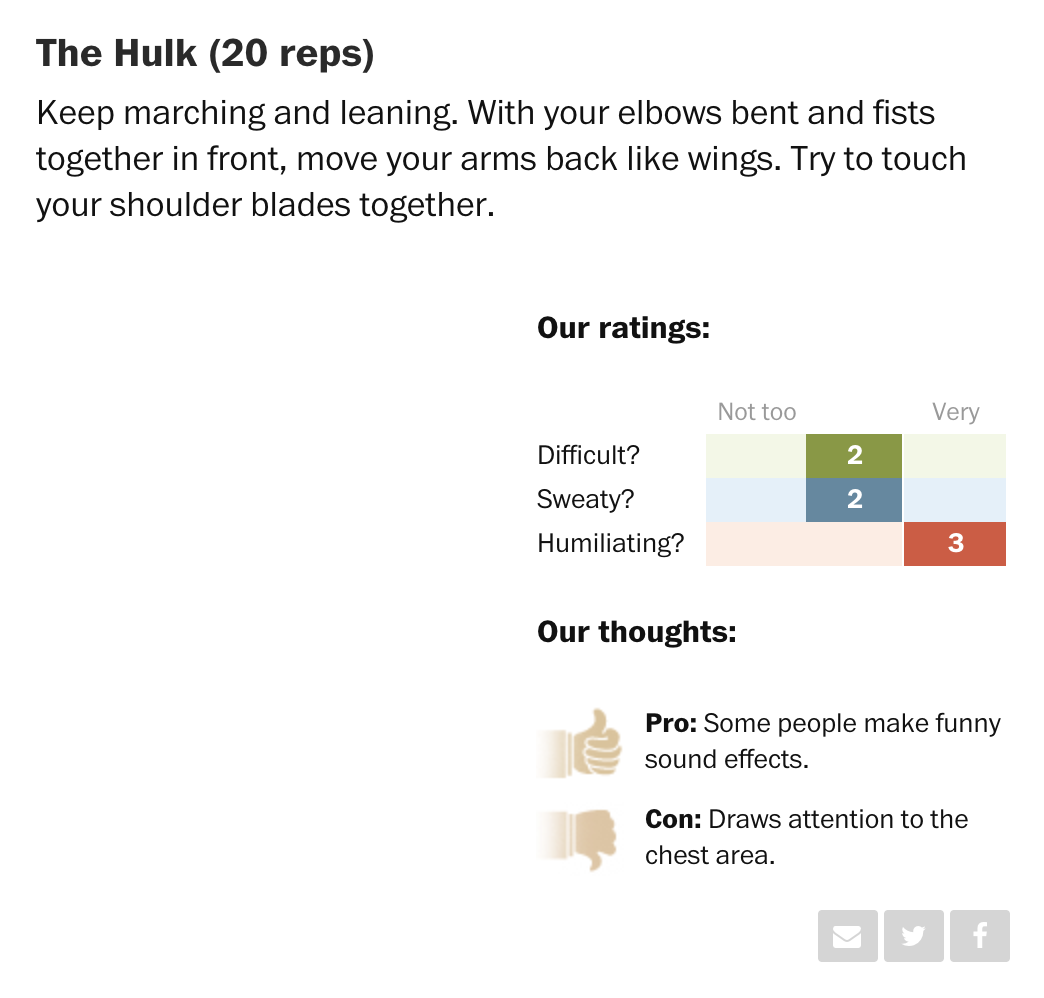 The Hulk (20 reps)
Keep marching and leaning. With your elbows bent and fists
together in front, move your arms back like wings. Try to touch
your shoulder blades together.
Our ratings:
Not too Very
Difficult? 2
Sweaty? 2
Humiliating? 3
Our thoughts:
Pro: Some people make funny
sound effects.
Con: Draws attention to the
chest area.